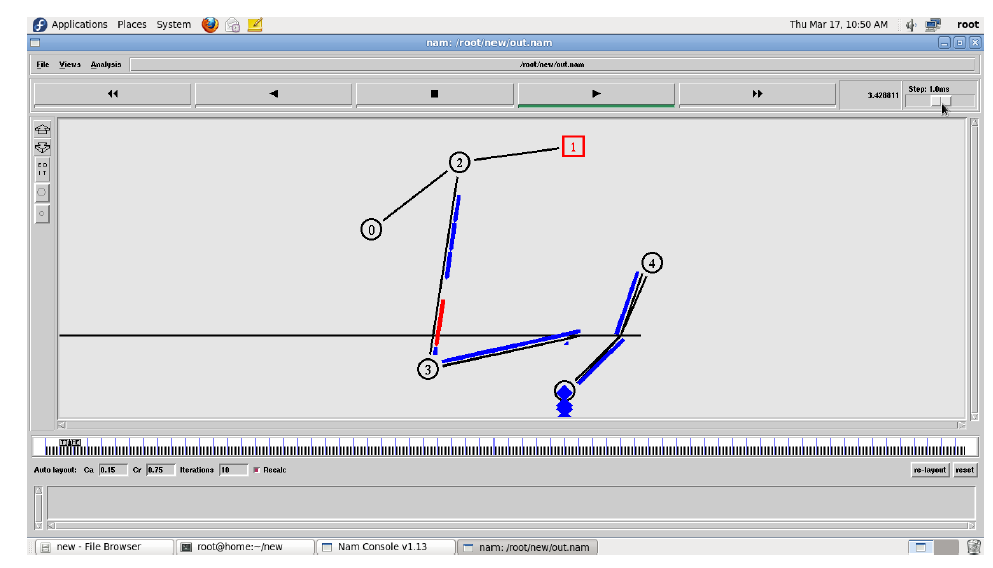 Applications Places System Thu Mar 17, 10:50 AM root
nam: /root/new/out.nam
File Views Analysis /root/new/out.nam
3.428811 Step: 1.0ms
1
2
0
4
3
Auto layout: Ca 0.15 Cr 0.75 Iterations 10 Recalc re-layout reset
new - File Browser root@home:~/new Nam Console v1.13 nam: /root/new/out.nam